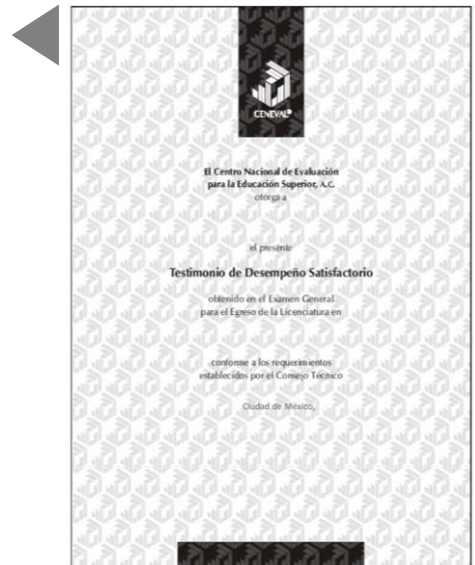 CENEVAL®
El Centro Nacional de Evaluación
para la Educación Superior, A.C.
otorga a
el presente
Testimonio de Desempeño Satisfactorio
obtenido en el Examen General
para el Egreso de la Licenciatura en
conforme a los requerimientos
establecidos por el Consejo Técnico
Ciudad de México,